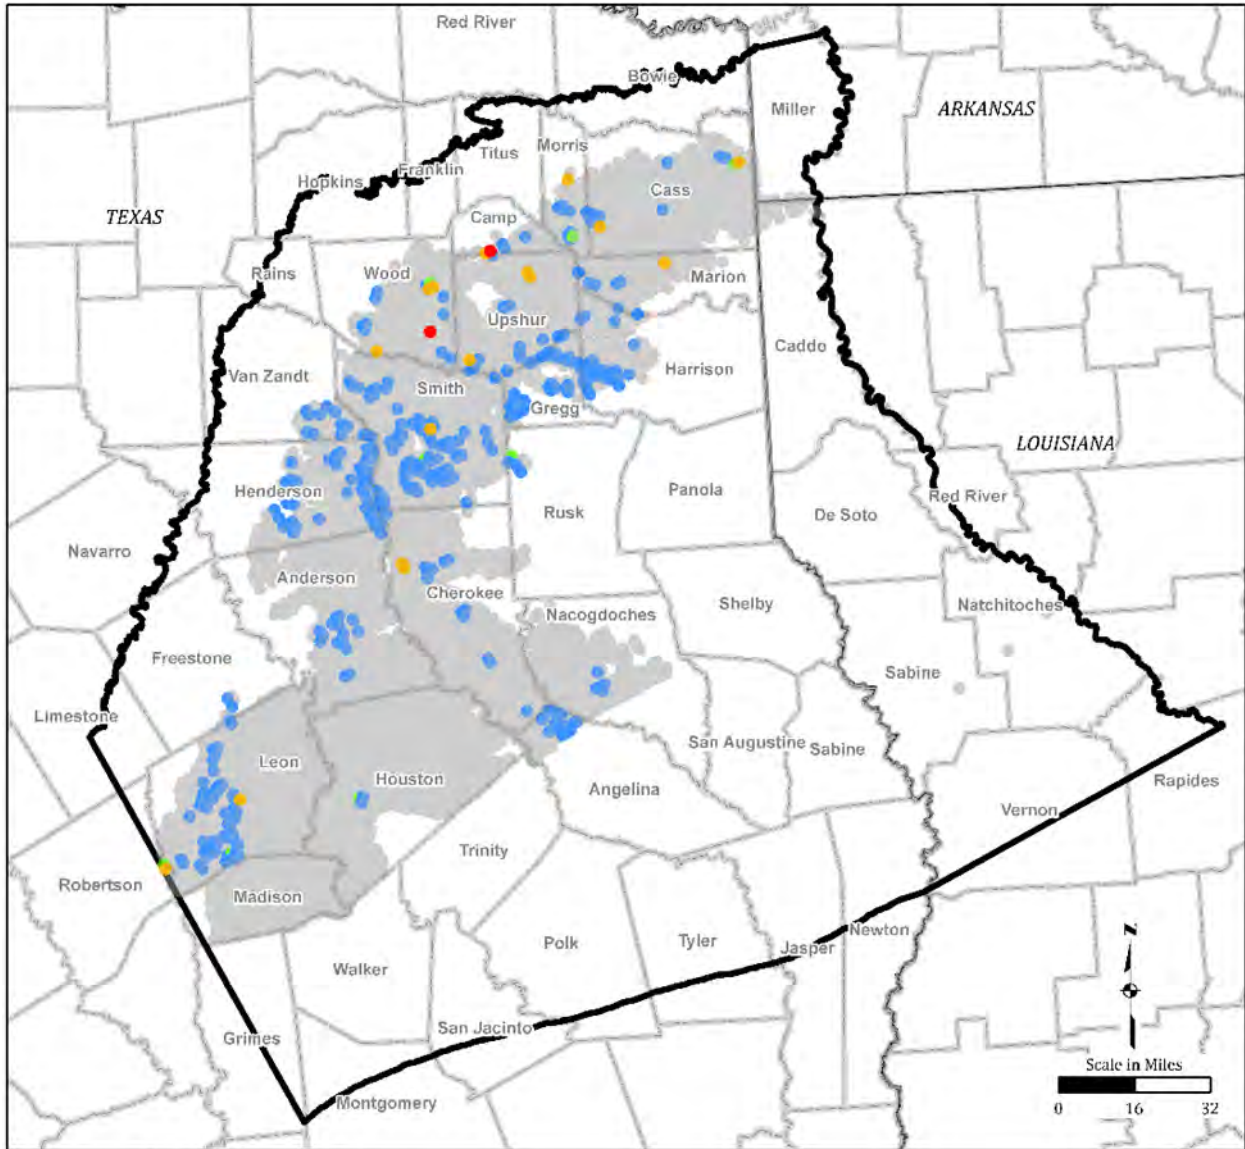 Red River
Bowie
Miller
ARKANSAS
Titus
Morris
Franklin
Hopkins
Cass
TEXAS
Camp
Rains
Wood
Marion
Upshur
Caddo
Van Zandt
Smith
Harrison
Gregg
LOUISIANA
Henderson
Panola
Red River
Rusk
De Soto
Navarro
Anderson
Cherokee
Shelby
Natchitoches
Nacogdoches
Freestone
Sabine
Limestone
San Augustine
Sabine
Leon
Houston
Rapides
Angelina
Vernon
Trinity
Robertson
Madison
Newton
Polk
Tyler
Jasper
N
Walker
San Jacinto
Grimes
Scale in Miles
Montgomery
0 16 32